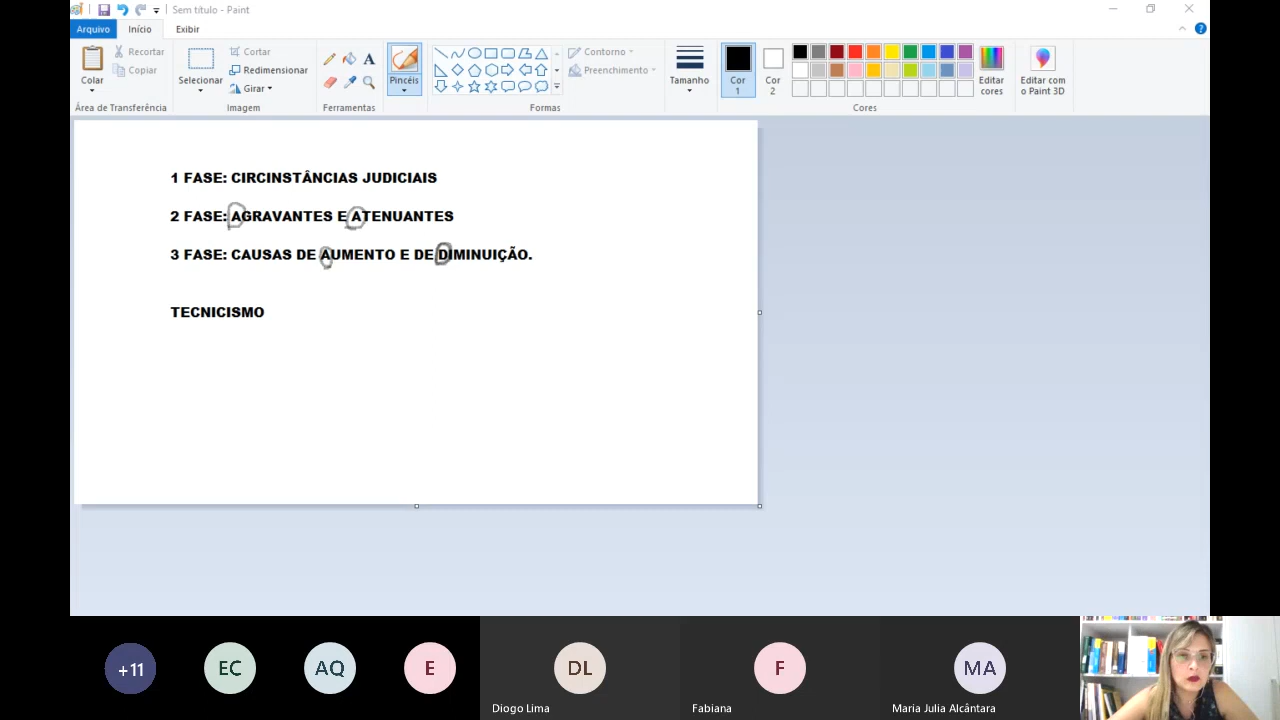 Sem título - Paint
Arquivo
Início
Exibir
Colar
Recortar
Copiar
Área de Transferência
Selecionar
Cortar
Redimensionar
Girar
Imagem
Ferramentas
Pincéis
Formas
Contorno
Preenchimento
Tamanho
Cor 1
Cor 2
Cores
Editar cores
Editar com o Paint 3D
1 FASE: CIRCINSTÂNCIAS JUDICIAIS
2 FASE: AGRAVANTES E ATENUANTES
3 FASE: CAUSAS DE AUMENTO E DE DIMINUIÇÃO.
TECNICISMO
+11
EC
AQ
E
DL
Diogo Lima
F
Fabiana
MA
Maria Julia Alcântara